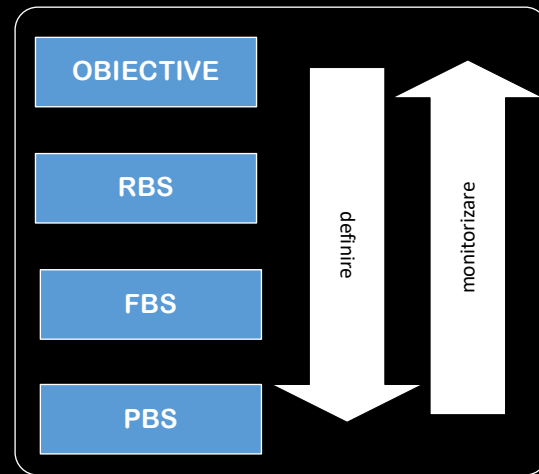 OBIECTIVE
RBS
FBS
PBS
definire
monitorizare